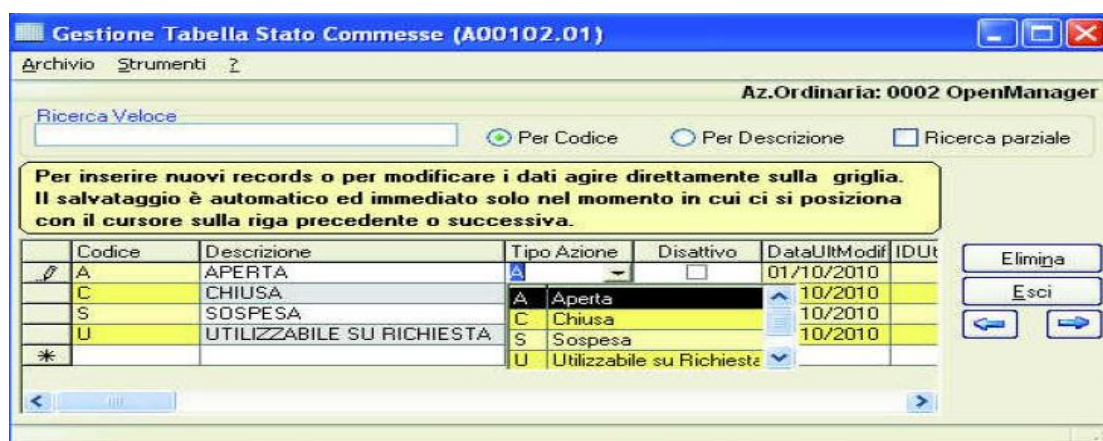 Gestione Tabella Stato Commesse (A00102.01)
Archivio Strumenti ?
Az.Ordinaria: 0002 OpenManager
Ricerca Veloce
Per Codice Per Descrizione Ricerca parziale
Per inserire nuovi records o per modificare i dati agire direttamente sulla griglia.
Il salvataggio è automatico ed immediato solo nel momento in cui ci si posiziona
con il cursore sulla riga precedente o successiva.
Codice Descrizione Tipo Azione Disattivo DataUltModif IDUt
A APERTA A 01/10/2010
C CHIUSA 10/2010
S SOSPESA 10/2010
U UTILIZZABILE SU RICHIESTA 10/2010
A Aperta
C Chiusa
S Sospesa
U Utilizzabile su Richiesta
Elimina
Esci